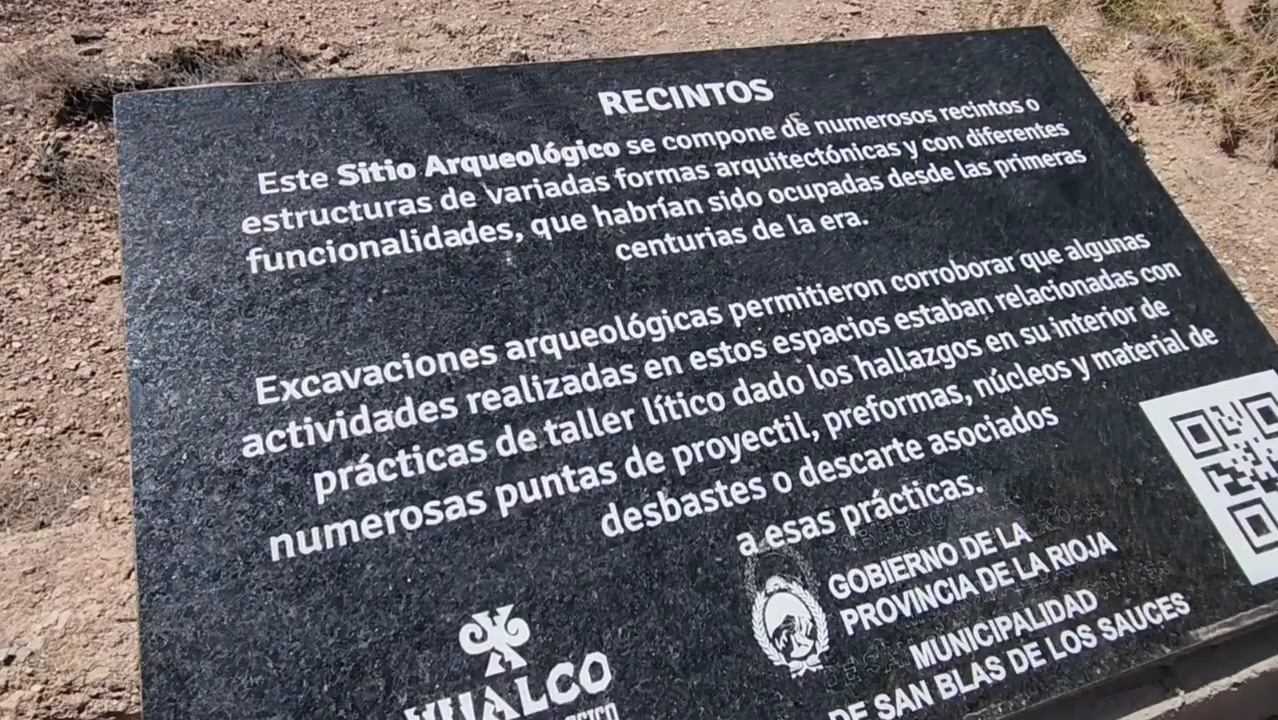 RECINTOS
Este Sitio Arqueológico se compone de numerosos recintos o
estructuras de variadas formas arquitectónicas y con diferentes
funcionalidades, que habrían sido ocupadas desde las primeras
centurias de la era.
Excavaciones arqueológicas permitieron corroborar que algunas
actividades realizadas en estos espacios estaban relacionadas con
prácticas de taller lítico dado los hallazgos en su interior de
numerosas puntas de proyectil, preformas, núcleos y material de
desbastes o descarte asociados
a esas prácticas.
GOBIERNO DE LA
PROVINCIA DE LA RIOJA
MUNICIPALIDAD
DE SAN BLAS DE LOS SAUCES
HUALCO